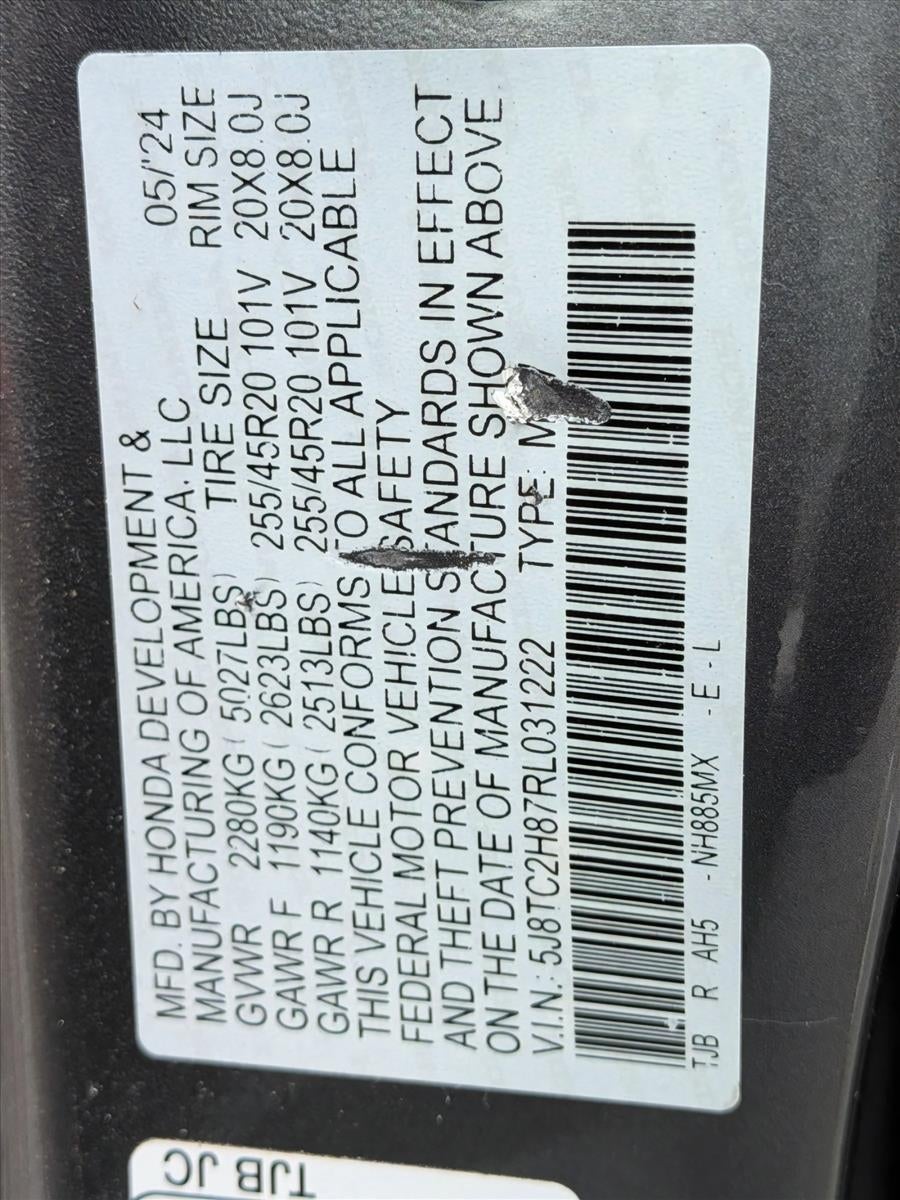 MFD. BY HONDA DEVELOPMENT & 05/'24
MANUFACTURING OF AMERICA, LLC
TIRE SIZE RIM SIZE
GVWR 2280KG ( 5027LBS) 255/45R20 101V 20X8.0J
GAWR F 1190KG ( 2623LBS) 255/45R20 101V 20X8.0J
GAWR R 1140KG ( 2513LBS)
THIS VEHICLE CONFORMS TO ALL APPLICABLE
FEDERAL MOTOR VEHICLE SAFETY
AND THEFT PREVENTION STANDARDS IN EFFECT
ON THE DATE OF MANUFACTURE SHOWN ABOVE
V.I.N.: 5J8TC2H87RL031222 TYPE: M
TJB R AH5 -NH885MX -E-L
TJB JC